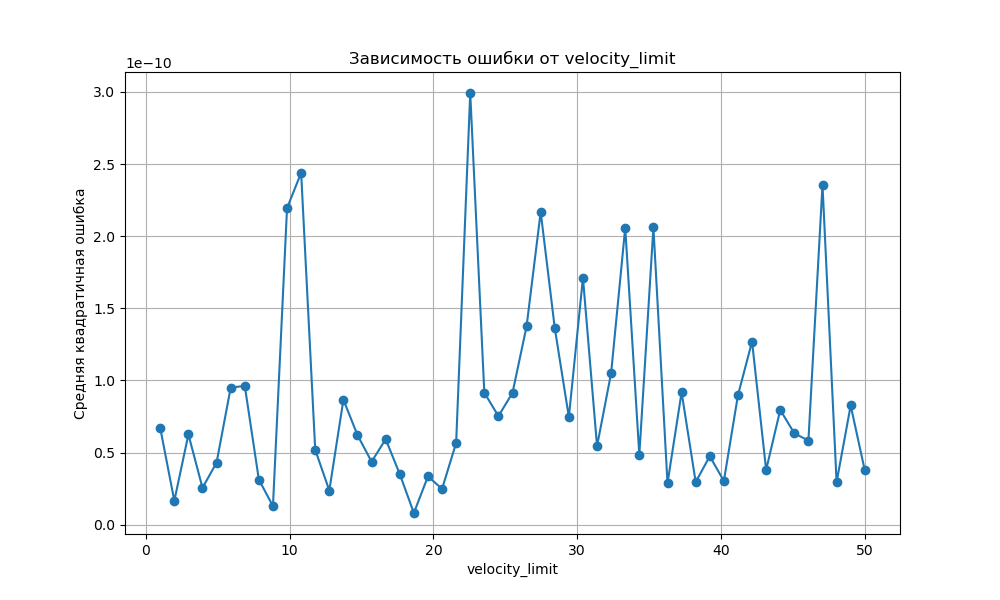 Зависимость ошибки от velocity_limit
1e−10
3.0
2.5
2.0
1.5
1.0
0.5
0.0
Средняя квадратичная ошибка
0 10 20 30 40 50
velocity_limit